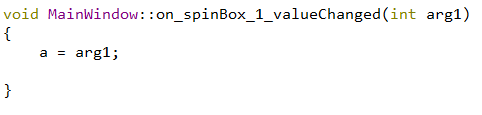 void MainWindow::on_spinBox_1_valueChanged(int arg1)
{
    a = arg1;
}